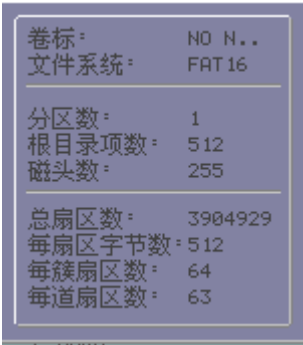 卷标: NO N..
文件系统: FAT16
分区数: 1
根目录项数: 512
磁头数: 255
总扇区数: 3904929
每扇区字节数:512
每簇扇区数: 64
每道扇区数: 63